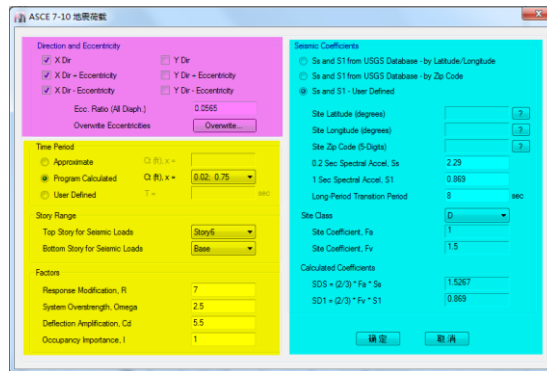 ASCE 7-10 地震荷载
Direction and Eccentricity
X Dir
Y Dir
X Dir + Eccentricity
Y Dir + Eccentricity
X Dir - Eccentricity
Y Dir - Eccentricity
Ecc. Ratio (All Diaph.)
0.0565
Overwrite Eccentricities
Overwrite...
Time Period
Approximate
Ct (ft), x =
Program Calculated
Ct (ft), x =
0.02; 0.75
User Defined
T =
sec
Story Range
Top Story for Seismic Loads
Story6
Bottom Story for Seismic Loads
Base
Factors
Response Modification, R
7
System Overstrength, Omega
2.5
Deflection Amplification, Cd
5.5
Occupancy Importance, I
1
Seismic Coefficients
Ss and S1 from USGS Database - by Latitude/Longitude
Ss and S1 from USGS Database - by Zip Code
Ss and S1 - User Defined
Site Latitude (degrees)
?
Site Longitude (degrees)
?
Site Zip Code (5-Digits)
?
0.2 Sec Spectral Accel, Ss
2.29
1 Sec Spectral Accel, S1
0.869
Long-Period Transition Period
8
sec
Site Class
D
Site Coefficient, Fa
1
Site Coefficient, Fv
1.5
Calculated Coefficients
SDS = (2/3) * Fa * Ss
1.5267
SD1 = (2/3) * Fv * S1
0.869
确定
取消